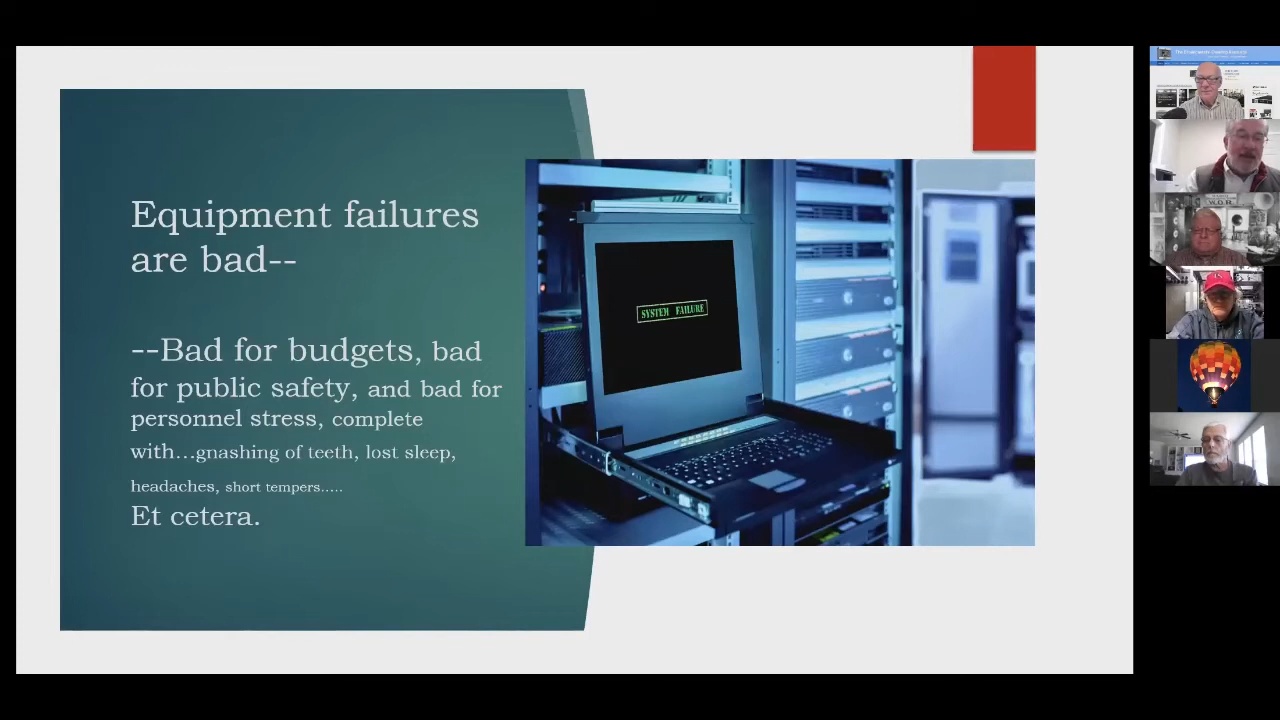 Equipment failures
are bad--
--Bad for budgets, bad
for public safety, and bad for
personnel stress, complete
with…gnashing of teeth, lost sleep,
headaches, short tempers…..
Et cetera.
SYSTEM FAILURE
W.O.R.